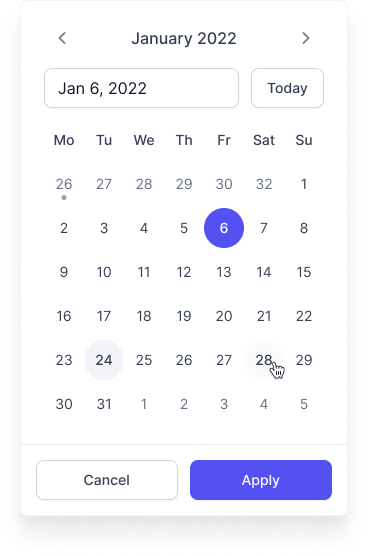 January 2022
Jan 6, 2022 Today
Mo Tu We Th Fr Sat Su
26 27 28 29 30 32 1
2 3 4 5 6 7 8
9 10 11 12 13 14 15
16 17 18 19 20 21 22
23 24 25 26 27 28 29
30 31 1 2 3 4 5
Cancel Apply